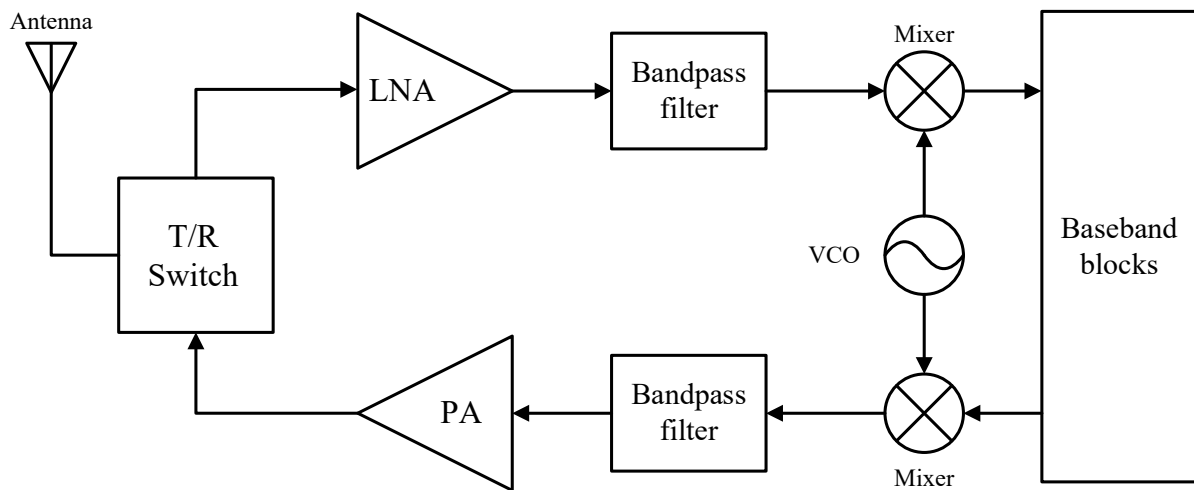 Antenna
LNA
Bandpass
filter
Mixer
T/R
Switch
VCO
Baseband
blocks
PA
Bandpass
filter
Mixer